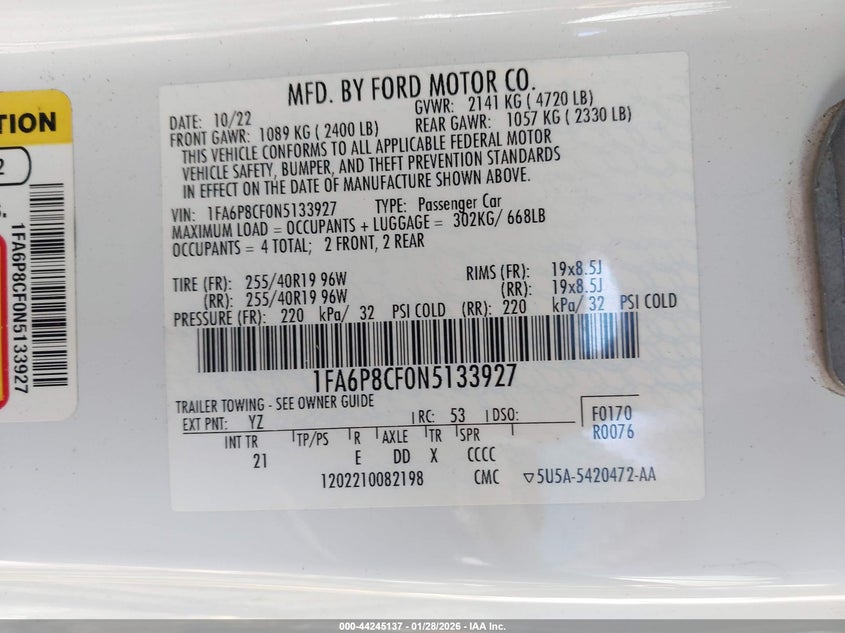 TION
2
S.
1FA6P8CF0N5133927
MFD. BY FORD MOTOR CO.
DATE: 10/22 GVWR: 2141 KG ( 4720 LB)
FRONT GAWR: 1089 KG ( 2400 LB) REAR GAWR: 1057 KG ( 2330 LB)
THIS VEHICLE CONFORMS TO ALL APPLICABLE FEDERAL MOTOR
VEHICLE SAFETY, BUMPER, AND THEFT PREVENTION STANDARDS
IN EFFECT ON THE DATE OF MANUFACTURE SHOWN ABOVE.
VIN: 1FA6P8CF0N5133927 TYPE: Passenger Car
MAXIMUM LOAD = OCCUPANTS + LUGGAGE = 302KG/ 668LB
OCCUPANTS = 4 TOTAL; 2 FRONT, 2 REAR
TIRE (FR): 255/40R19 96W RIMS (FR): 19x8.5J
(RR): 255/40R19 96W (RR): 19x8.5J
PRESSURE (FR): 220 kPa/ 32 PSI COLD (RR): 220 kPa/ 32 PSI COLD
1FA6P8CF0N5133927
TRAILER TOWING - SEE OWNER GUIDE
EXT PNT: YZ RC: 53 DSO: F0170
INT TR TP/PS R AXLE TR SPR R0076
21 E DD X CCCC
1202210082198 CMC ▽5U5A-5420472-AA
000-44245137 - 01/28/2026 - IAA Inc.